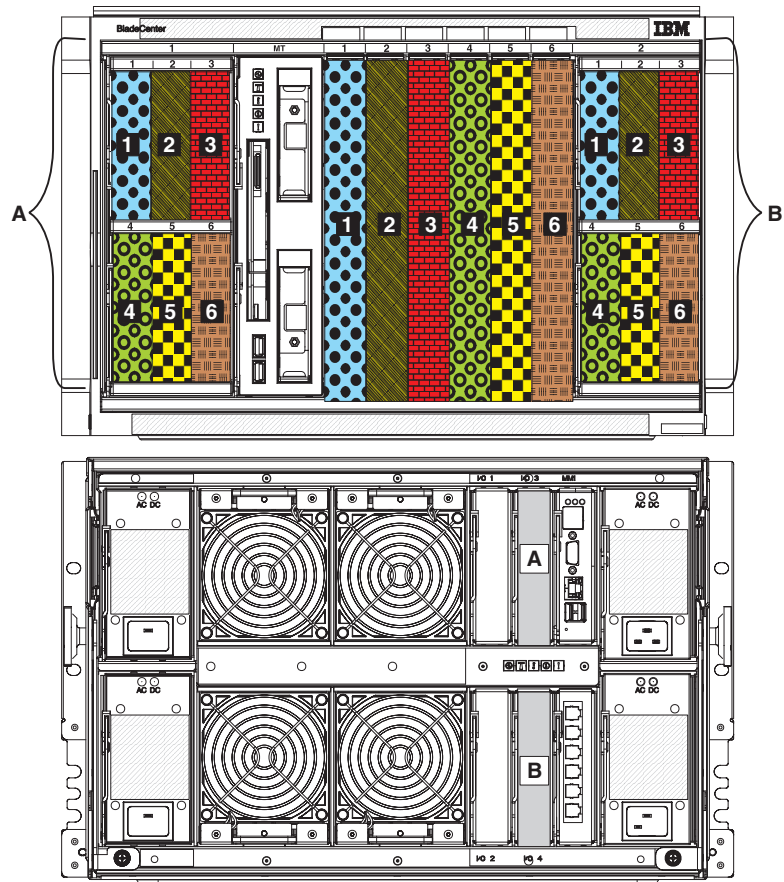 BladeCenter IBM
1 MT 1 2 3 4 5 6 2
1 2 3 1 2 3
1 2 3 1 2 3 4 5 6 1 2 3
A B
4 5 6 4 5 6
4 5 6 4 5 6
I/O 1 I/O 3 MM1
AC DC AC DC
A
AC DC AC DC
B
I/O 2 I/O 4